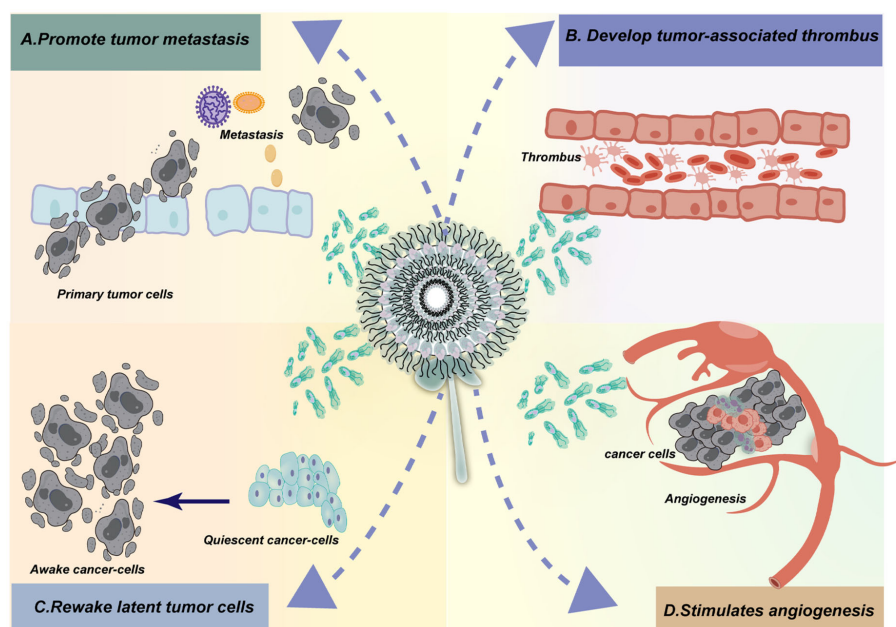 A.Promote tumor metastasis
B. Develop tumor-associated thrombus
Metastasis
Thrombus
Primary tumor cells
cancer cells
Angiogenesis
Quiescent cancer-cells
Awake cancer-cells
C.Rewake latent tumor cells
D.Stimulates angiogenesis